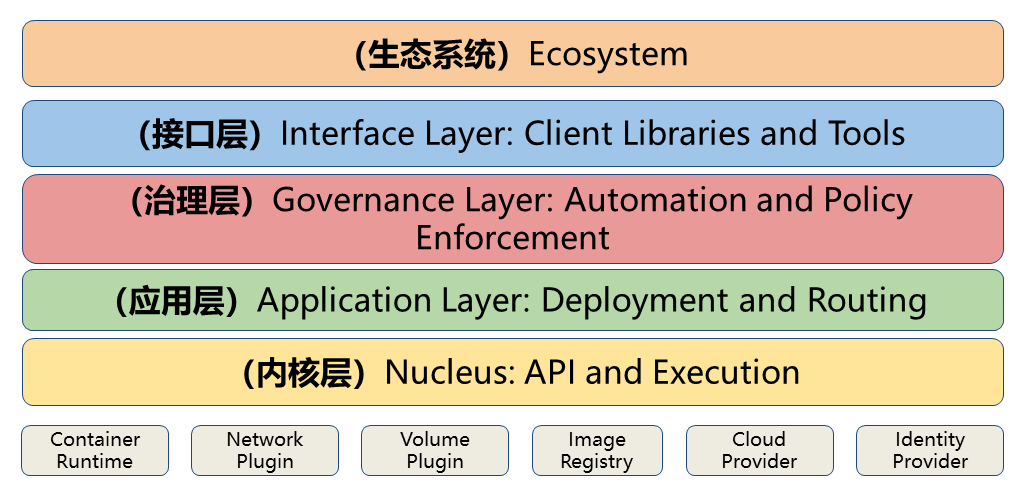 （生态系统）Ecosystem
（接口层）Interface Layer: Client Libraries and Tools
（治理层）Governance Layer: Automation and Policy
Enforcement
（应用层）Application Layer: Deployment and Routing
（内核层）Nucleus: API and Execution
Container
Runtime
Network
Plugin
Volume
Plugin
Image
Registry
Cloud
Provider
Identity
Provider